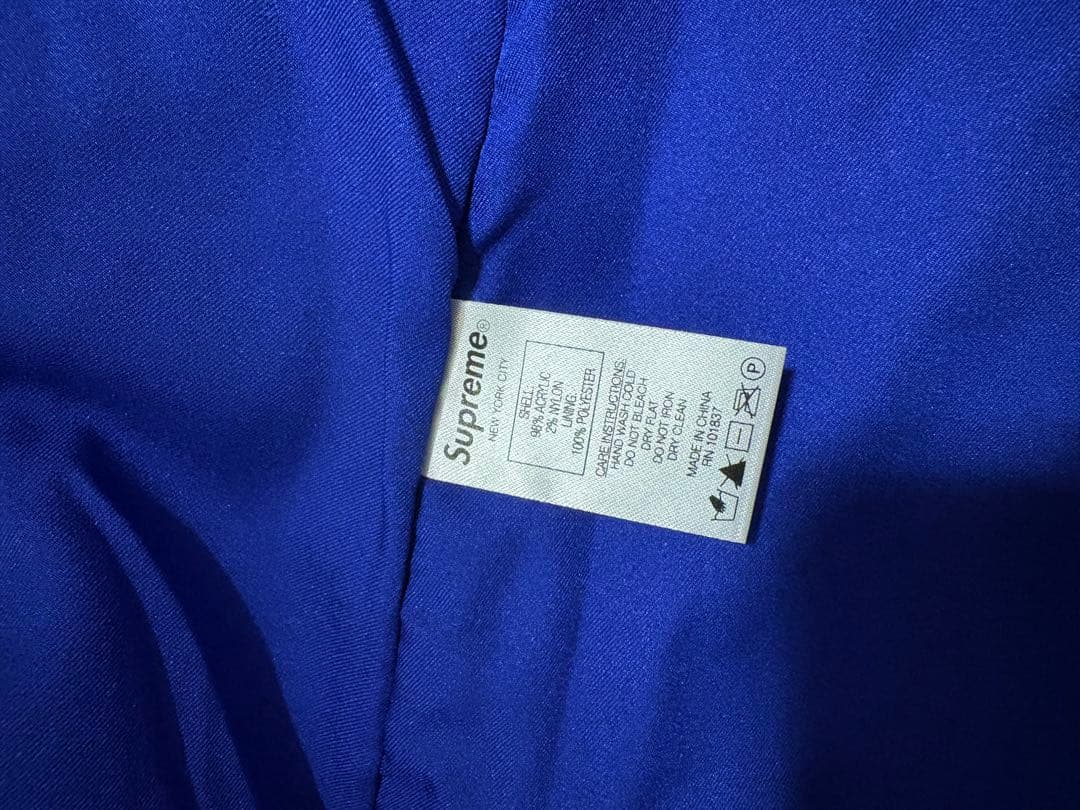 Supreme®
NEW YORK CITY
SHELL:
98% ACRYLIC
2% NYLON
LINING:
100% POLYESTER
CARE INSTRUCTIONS:
HAND WASH COLD
DO NOT BLEACH
DRY FLAT
DO NOT IRON
DRY CLEAN
MADE IN CHINA
RN 101837
P